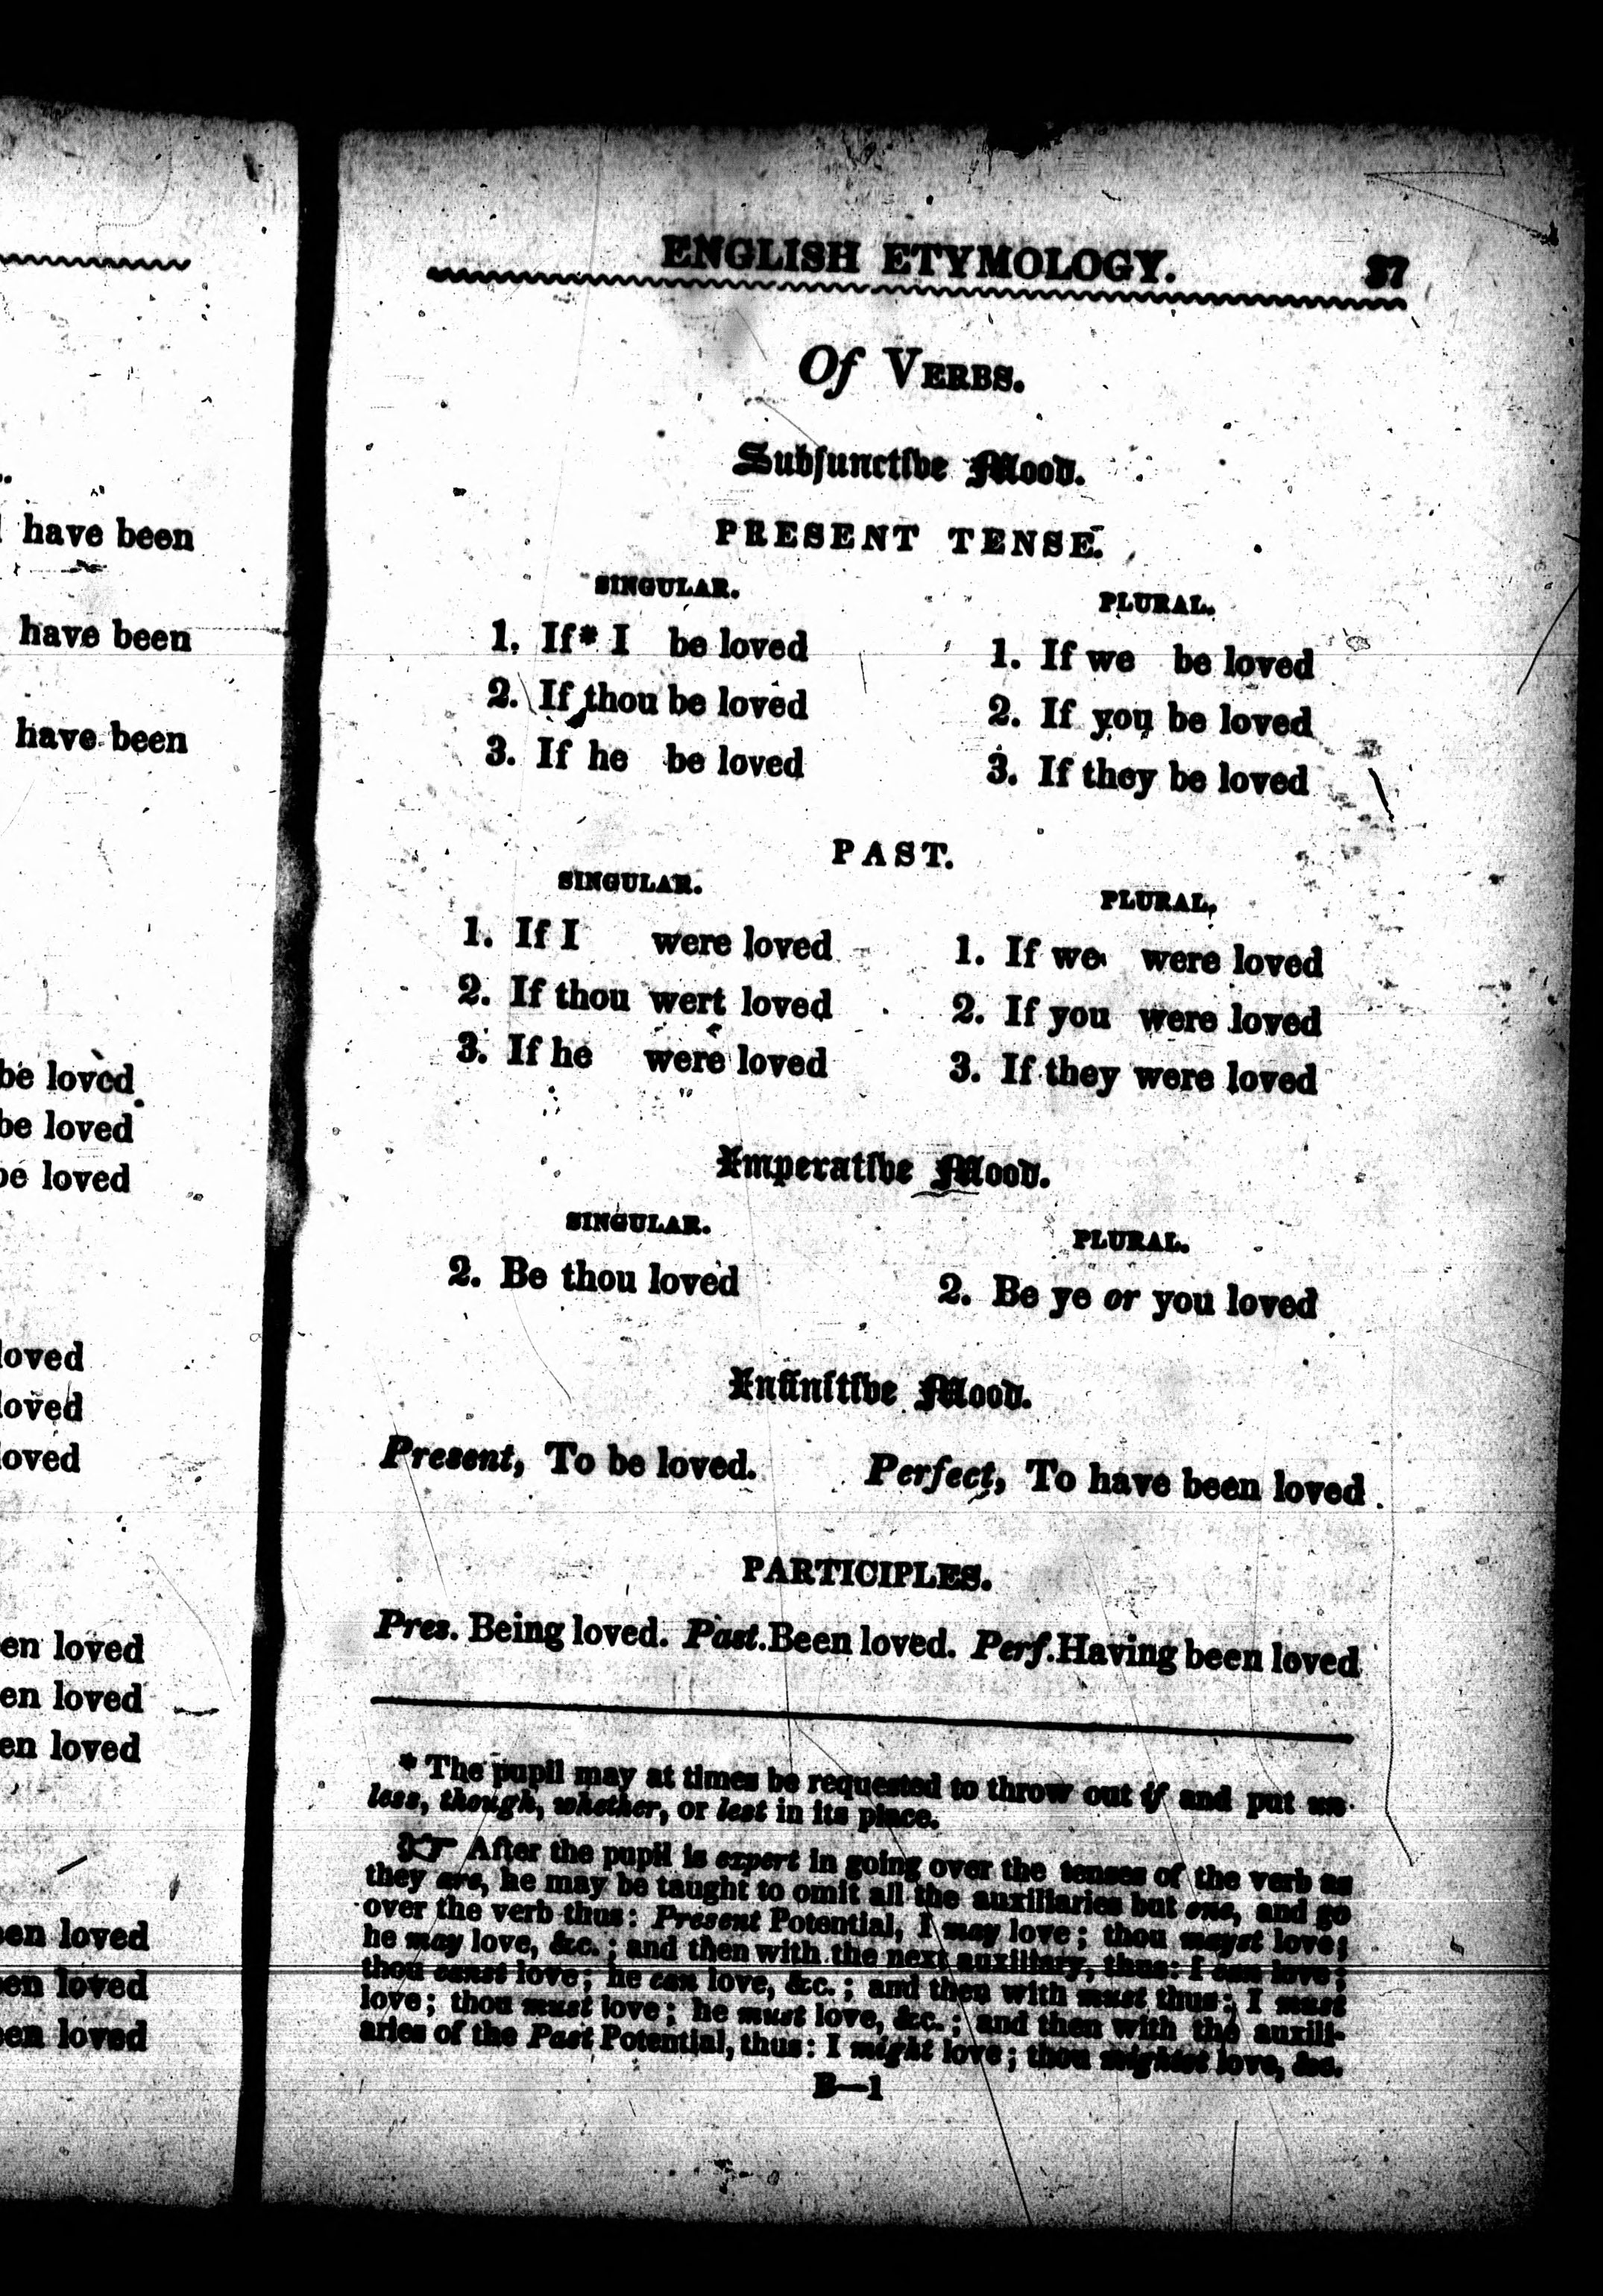 have been
have been
have been
be loved
be loved
be loved
loved
loved
loved
en loved
en loved
en loved
en loved
en loved
en loved
ENGLISH ETYMOLOGY. 37
Of VERBS.
Subjunctive Mood.
PRESENT TENSE.
SINGULAR. PLURAL.
1. If* I be loved 1. If we be loved
2. If thou be loved 2. If you be loved
3. If he be loved 3. If they be loved
PAST.
SINGULAR. PLURAL.
1. If I were loved 1. If we were loved
2. If thou wert loved 2. If you were loved
3. If he were loved 3. If they were loved
Imperative Mood.
SINGULAR. PLURAL.
2. Be thou loved 2. Be ye or you loved
Infinitive Mood.
Present, To be loved. Perfect, To have been loved.
PARTICIPLES.
Pres. Being loved. Past. Been loved. Perf. Having been loved
* The pupil may at times be requested to throw out if and put un-
less, though, whether, or lest in its place.
☞ After the pupil is expert in going over the tenses of the verb as
they are, he may be taught to omit all the auxiliaries but one, and go
over the verb thus: Present Potential, I may love; thou mayst love;
he may love, &c.; and then with the next auxiliary, thus: I can love;
thou canst love; he can love, &c.; and then with must thus: I must
love; thou must love; he must love, &c.; and then with the auxili-
aries of the Past Potential, thus: I might love; thou mightst love, &c.
B—1